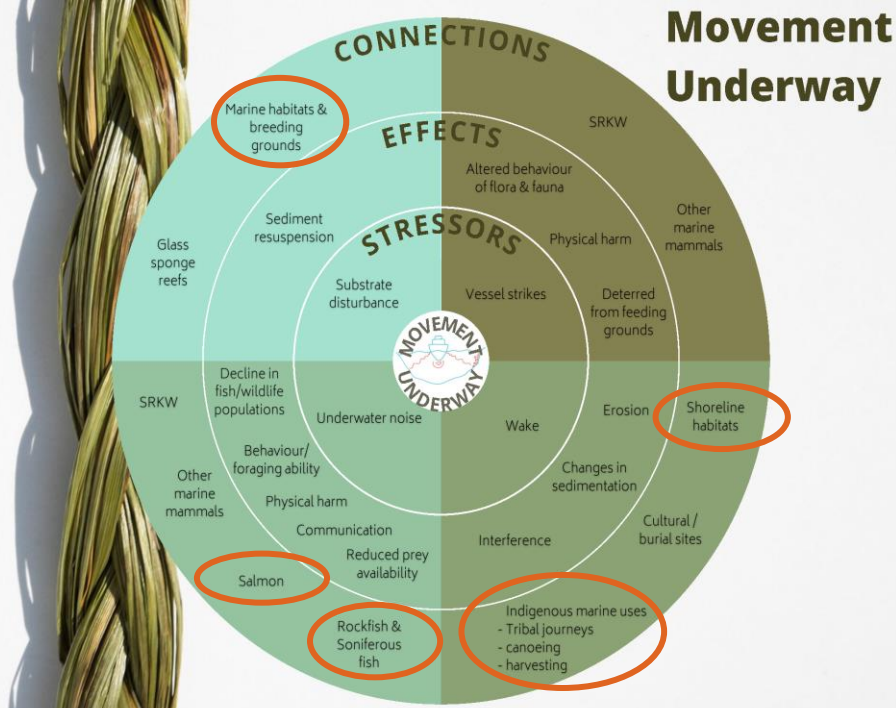 Movement
Underway
CONNECTIONS
EFFECTS
STRESSORS
Marine habitats &
breeding
grounds
Sediment
resuspension
Glass
sponge
reefs
Substrate
disturbance
SRKW
Altered behaviour
of flora & fauna
Other
marine
mammals
Physical harm
Vessel strikes
Deterred
from feeding
grounds
MOVEMENT
UNDERWAY
SRKW
Decline in
fish/wildlife
populations
Underwater noise
Behaviour/
foraging ability
Other
marine
mammals
Physical harm
Communication
Reduced prey
availability
Salmon
Rockfish &
Soniferous
fish
Wake
Erosion
Shoreline
habitats
Changes in
sedimentation
Cultural /
burial sites
Interference
Indigenous marine uses
- Tribal journeys
- canoeing
- harvesting